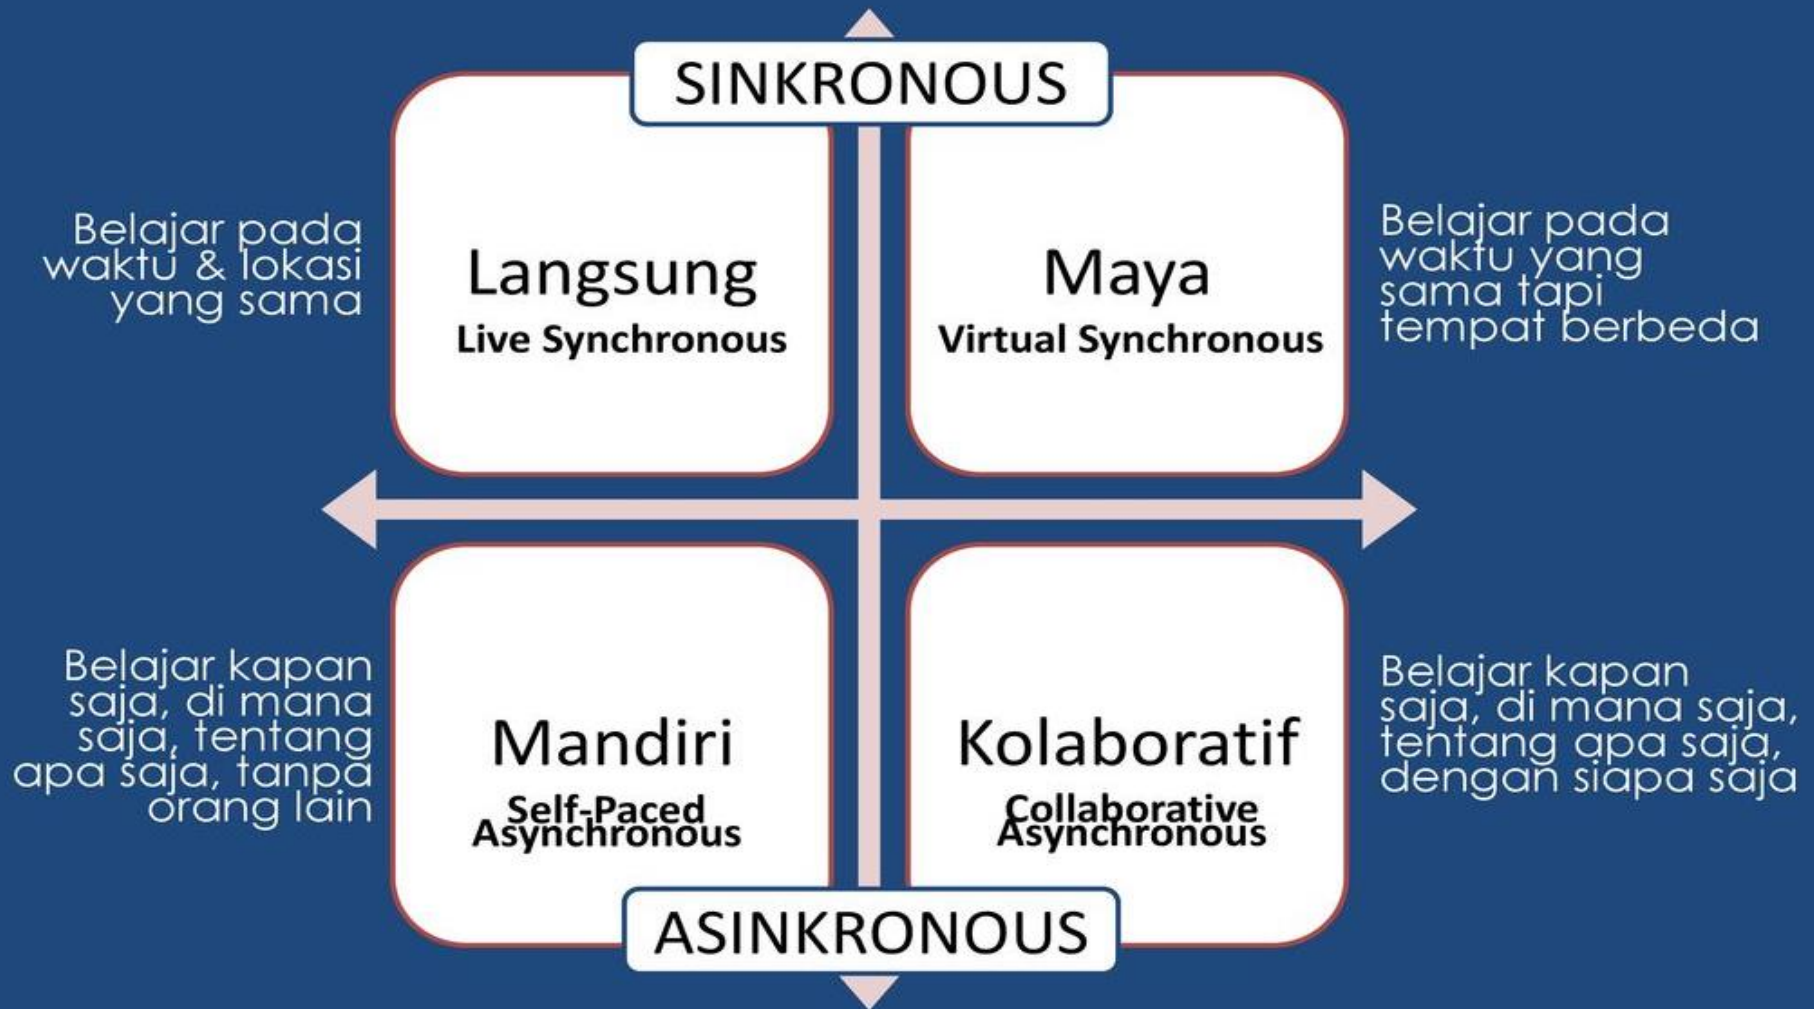 SINKRONOUS
Belajar pada
waktu & lokasi
yang sama
Langsung
Live Synchronous
Maya
Virtual Synchronous
Belajar pada
waktu yang
sama tapi
tempat berbeda
Belajar kapan
saja, di mana
saja, tentang
apa saja, tanpa
orang lain
Mandiri
Self-Paced
Asynchronous
Kolaboratif
Collaborative
Asynchronous
Belajar kapan
saja, di mana saja,
tentang apa saja,
dengan siapa saja
ASINKRONOUS